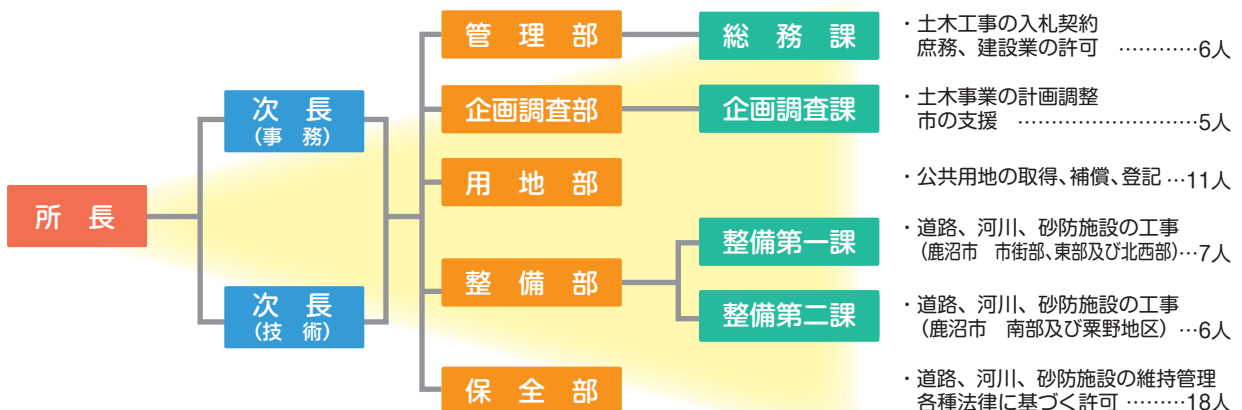 所長
次長
(事務)
次長
(技術)
管理部
総務課
・土木工事の入札契約
庶務、建設業の許可 …………6人
企画調査部
企画調査課
・土木事業の計画調整
市の支援 ………………………5人
用地部
・公共用地の取得、補償、登記…11人
整備部
整備第一課
・道路、河川、砂防施設の工事
(鹿沼市 市街部、東部及び北西部)…7人
整備第二課
・道路、河川、砂防施設の工事
(鹿沼市 南部及び粟野地区)…6人
保全部
・道路、河川、砂防施設の維持管理
各種法律に基づく許可 ………18人